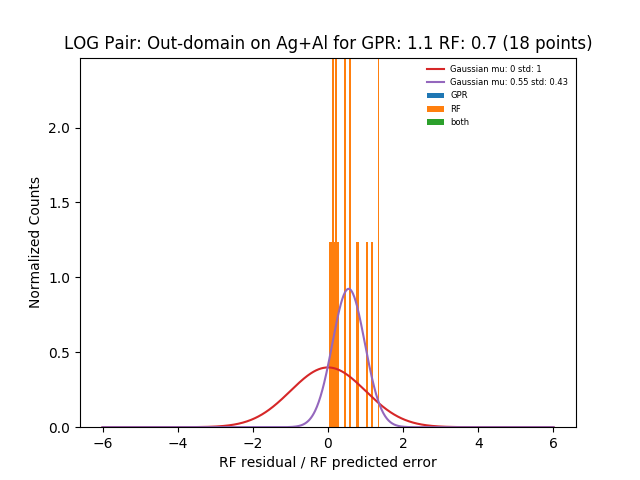 LOG Pair: Out-domain on Ag+Al for GPR: 1.1 RF: 0.7 (18 points)
Gaussian mu: 0 std: 1
Gaussian mu: 0.55 std: 0.43
GPR
RF
both
Normalized Counts
2.0
1.5
1.0
0.5
0.0
−6 −4 −2 0 2 4 6
RF residual / RF predicted error